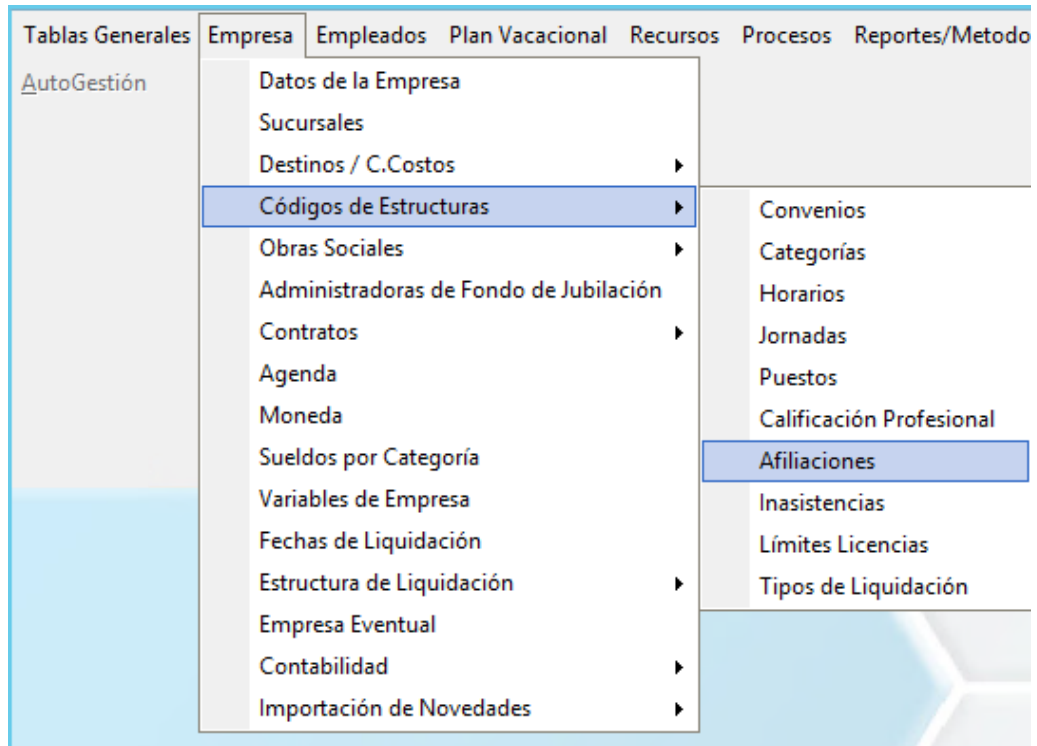 Tablas Generales Empresa Empleados Plan Vacacional Recursos Procesos Reportes/Metodo
AutoGestión
Datos de la Empresa
Sucursales
Destinos / C.Costos
Códigos de Estructuras
Obras Sociales
Administradoras de Fondo de Jubilación
Contratos
Agenda
Moneda
Sueldos por Categoría
Variables de Empresa
Fechas de Liquidación
Estructura de Liquidación
Empresa Eventual
Contabilidad
Importación de Novedades
Convenios
Categorías
Horarios
Jornadas
Puestos
Calificación Profesional
Afiliaciones
Inasistencias
Límites Licencias
Tipos de Liquidación